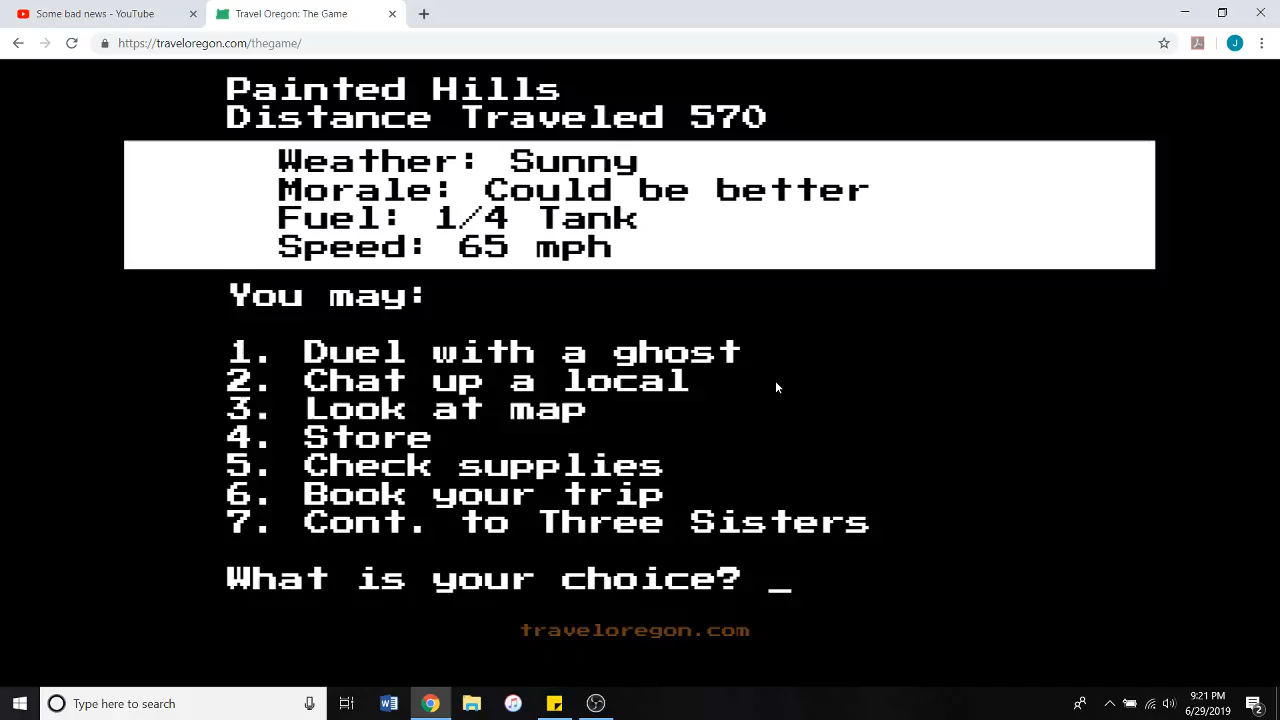 Some bad news - YouTube
Travel Oregon: The Game
https://traveloregon.com/thegame/
J
Painted Hills
Distance Traveled 570
Weather: Sunny
Morale: Could be better
Fuel: 1/4 Tank
Speed: 65 mph
You may:
1. Duel with a ghost
2. Chat up a local
3. Look at map
4. Store
5. Check supplies
6. Book your trip
7. Cont. to Three Sisters
What is your choice? _
traveloregon.com
Type here to search
9:21 PM
6/29/2019
2